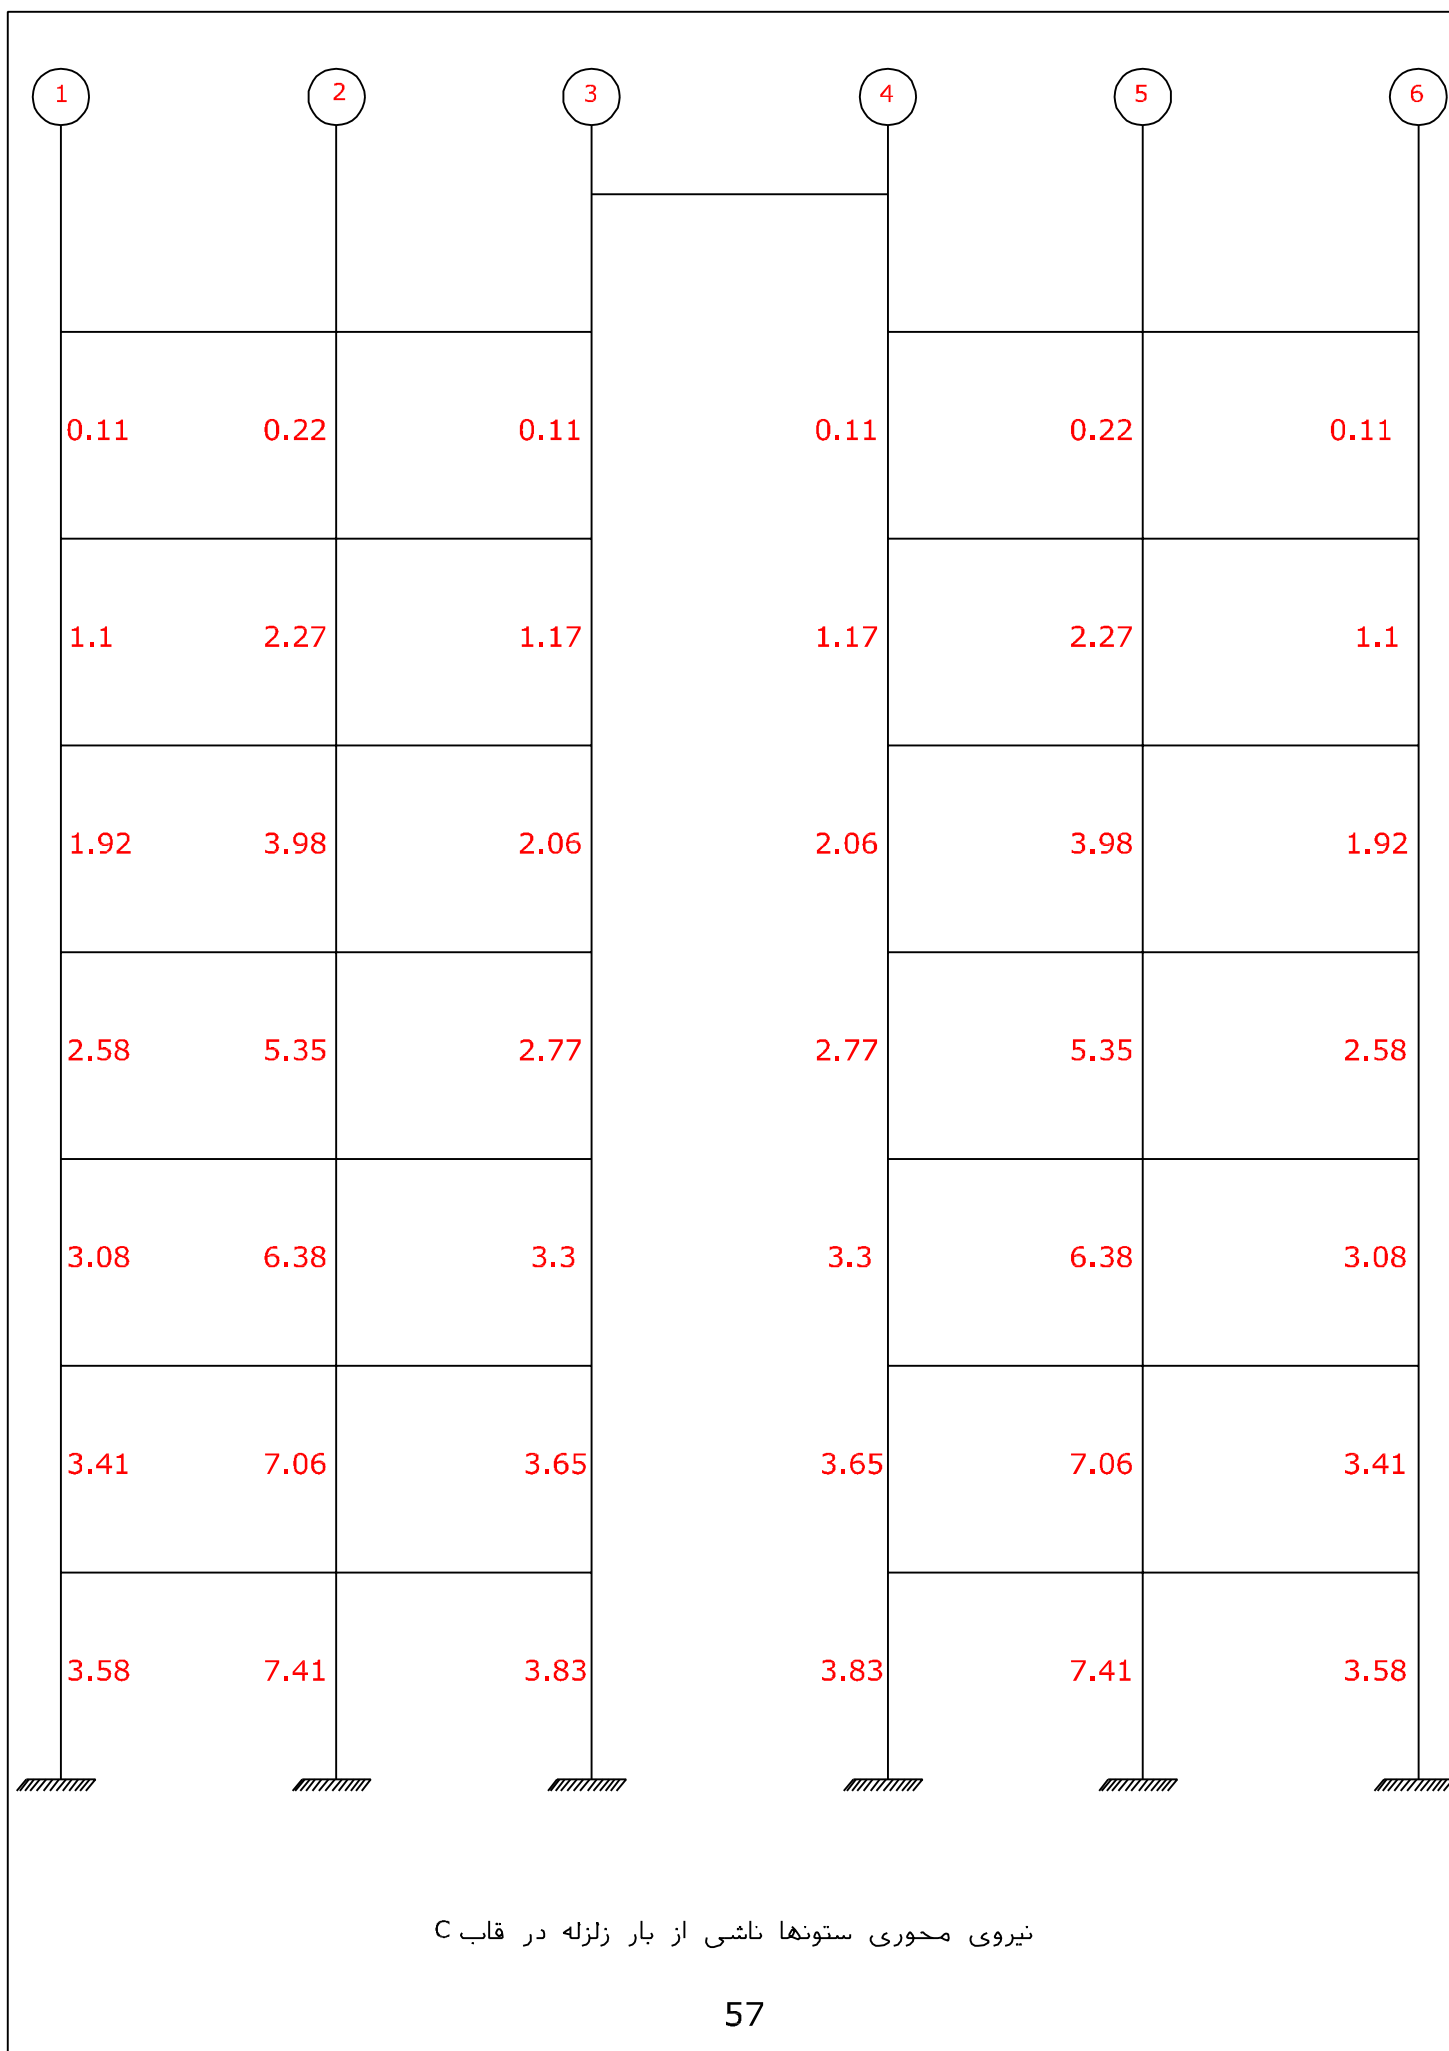 1 2 3 4 5 6
0.11 0.22 0.11 0.11 0.22 0.11
1.1 2.27 1.17 1.17 2.27 1.1
1.92 3.98 2.06 2.06 3.98 1.92
2.58 5.35 2.77 2.77 5.35 2.58
3.08 6.38 3.3 3.3 6.38 3.08
3.41 7.06 3.65 3.65 7.06 3.41
3.58 7.41 3.83 3.83 7.41 3.58
نیروی محوری ستونها ناشی از بار زلزله در قاب C
57